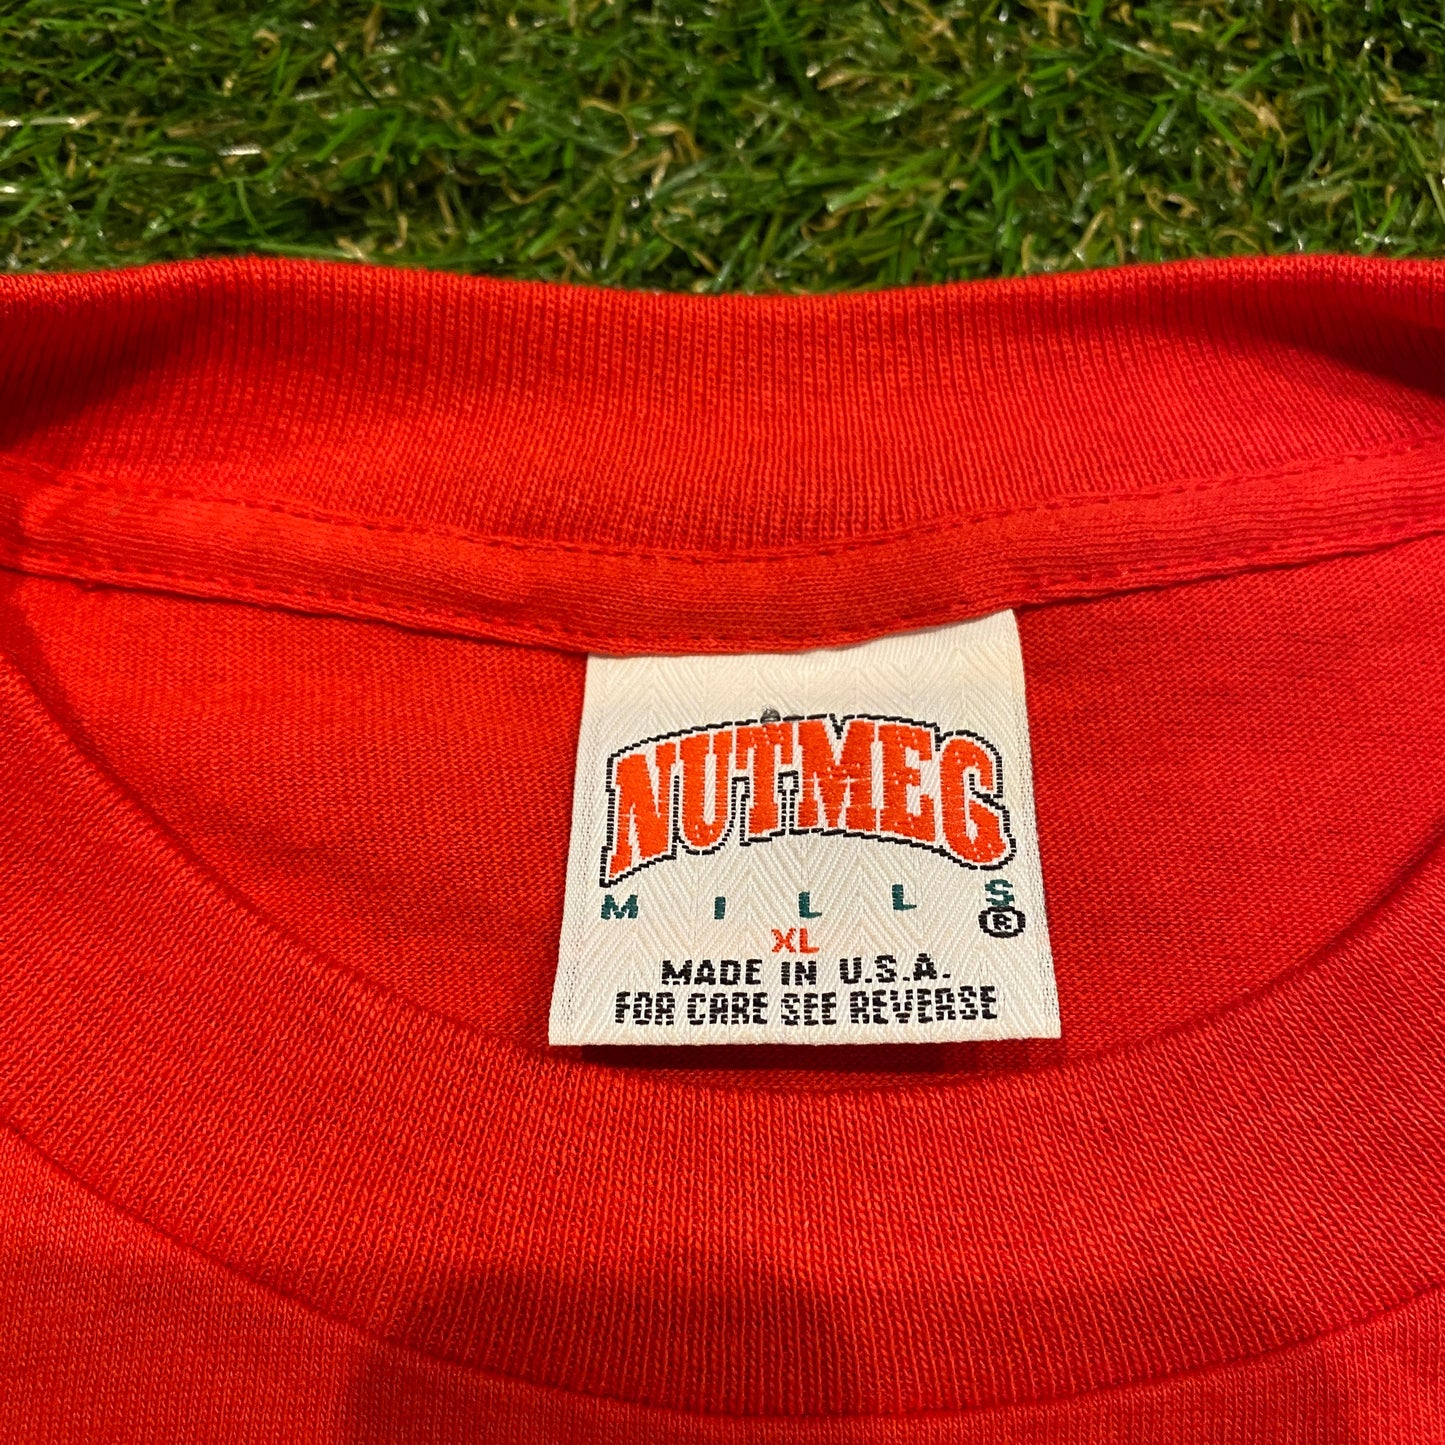 NUTMEG
MILLS
®
XL
MADE IN U.S.A.
FOR CARE SEE REVERSE